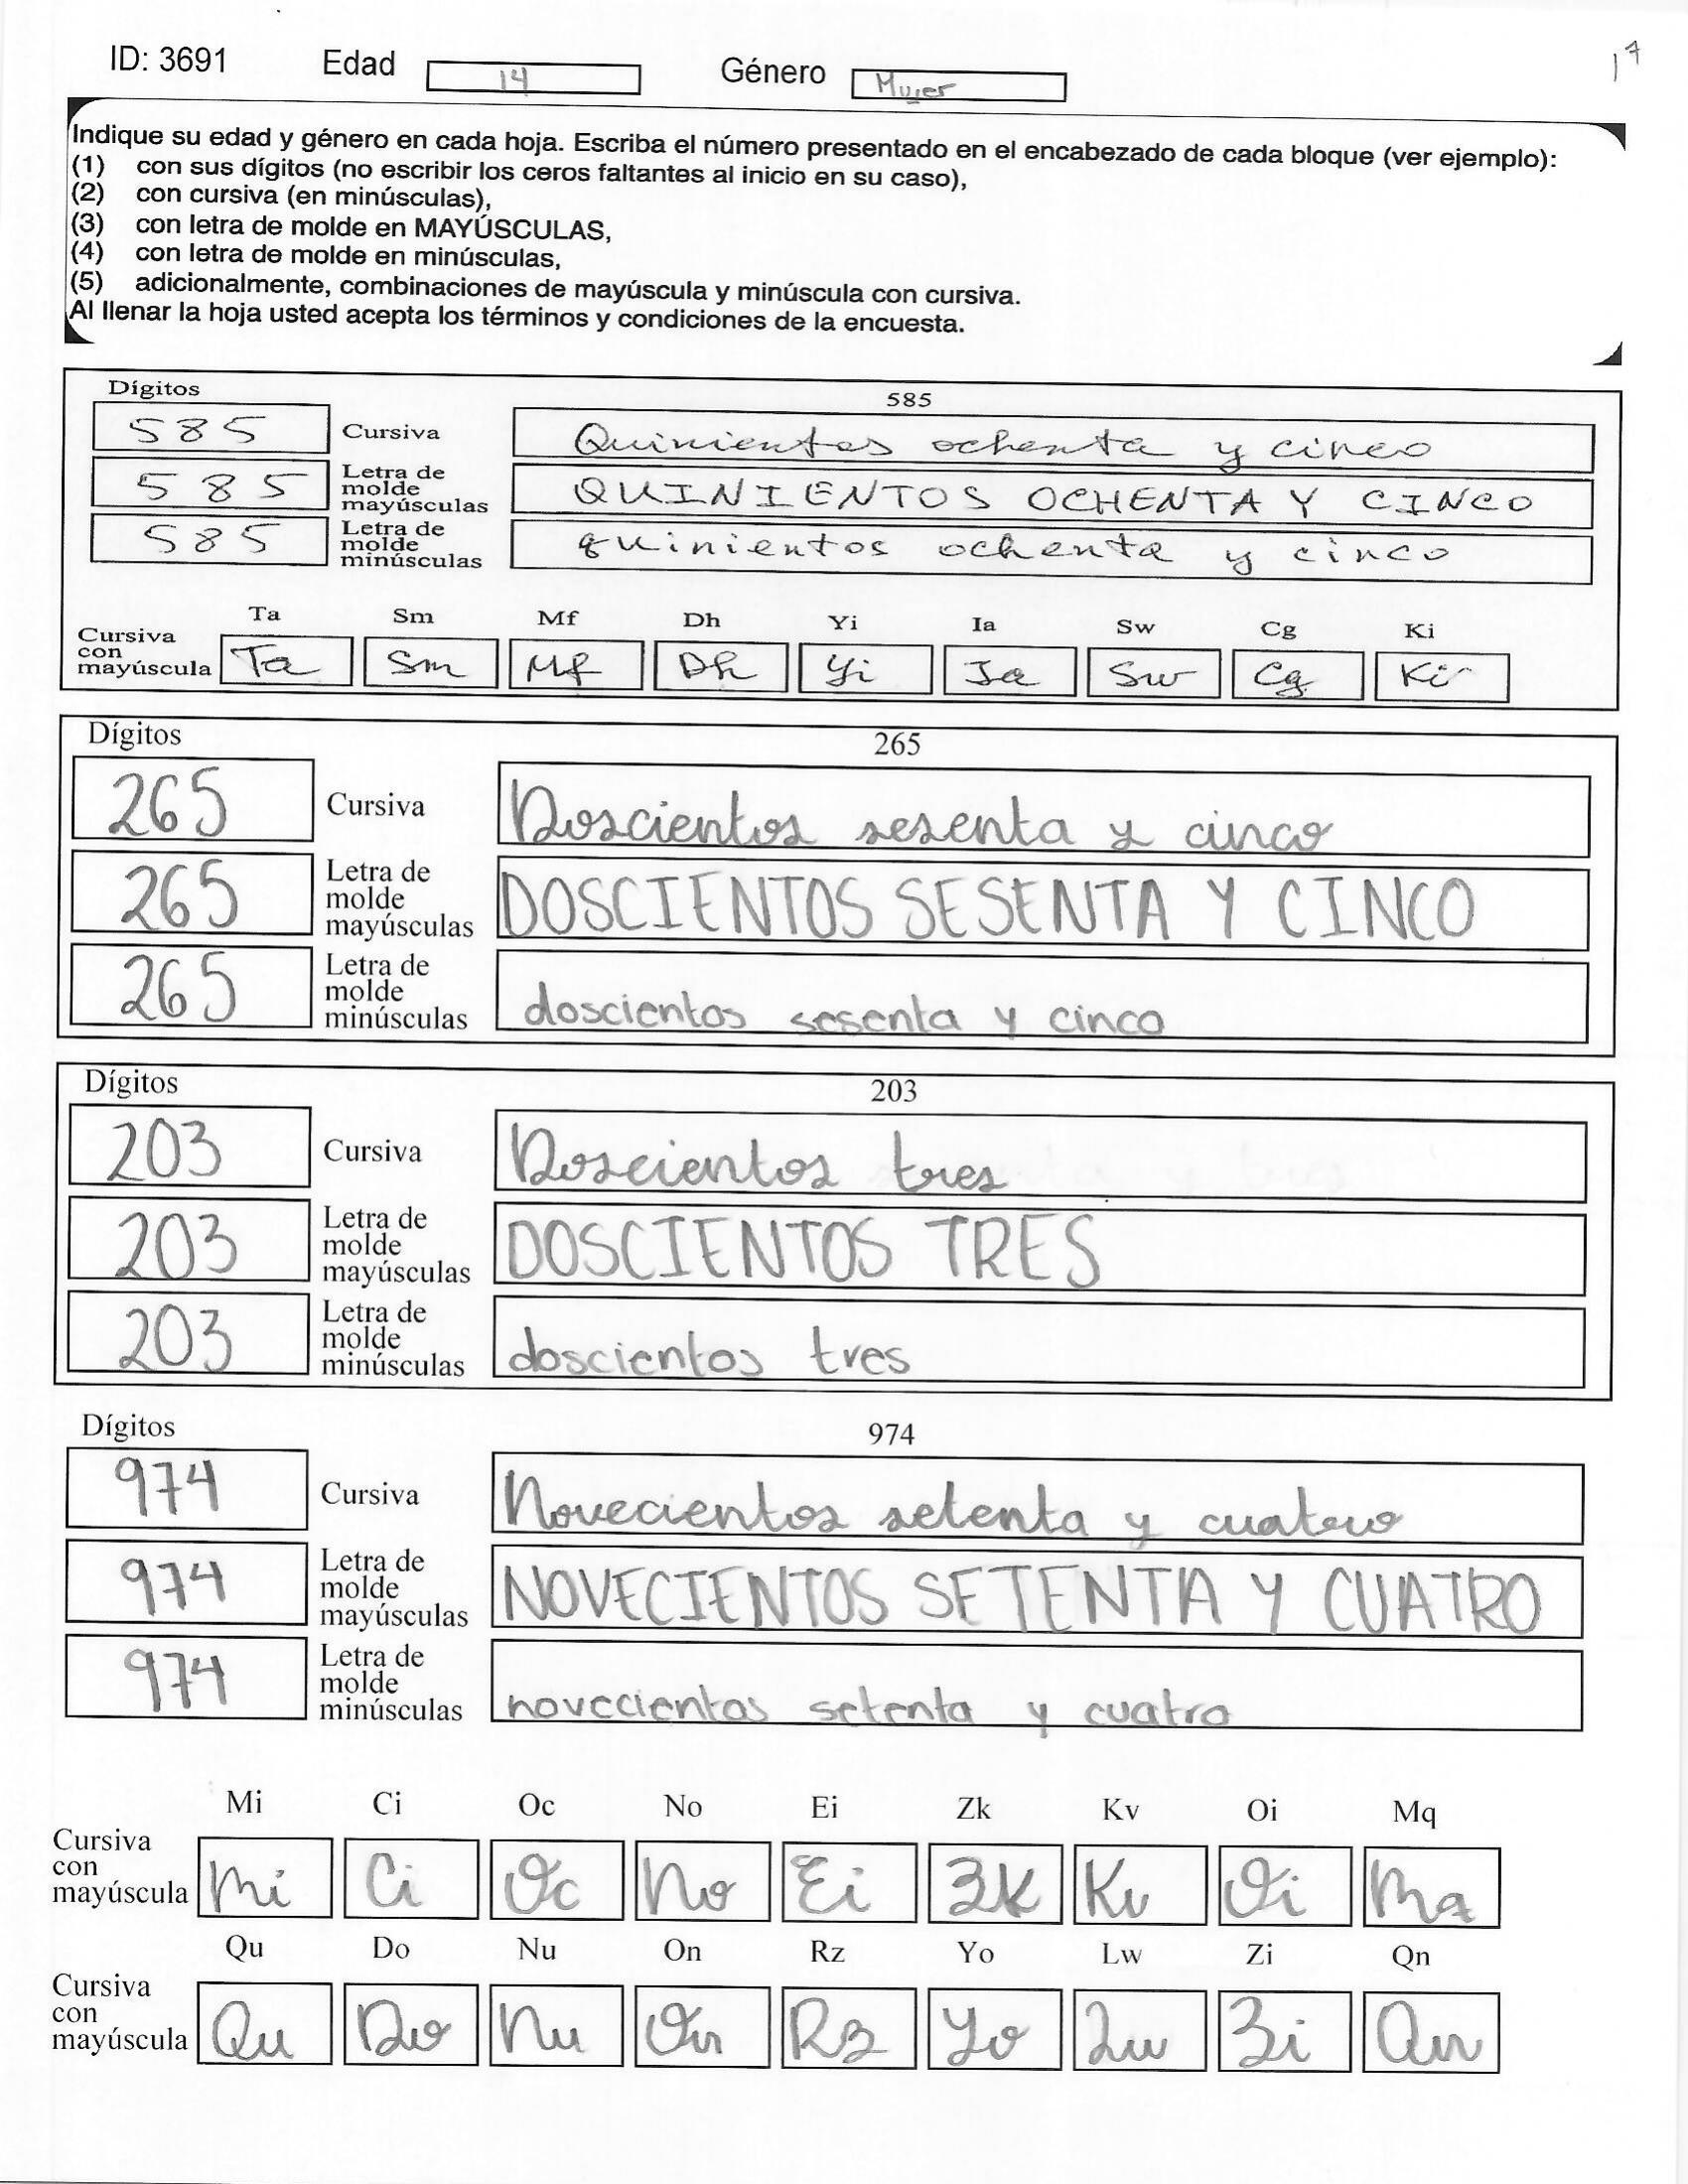 ID: 3691 Edad 14 Género Mujer 17
Indique su edad y género en cada hoja. Escriba el número presentado en el encabezado de cada bloque (ver ejemplo):
(1) con sus dígitos (no escribir los ceros faltantes al inicio en su caso),
(2) con cursiva (en minúsculas),
(3) con letra de molde en MAYÚSCULAS,
(4) con letra de molde en minúsculas,
(5) adicionalmente, combinaciones de mayúscula y minúscula con cursiva.
Al llenar la hoja usted acepta los términos y condiciones de la encuesta.
Dígitos 585
585 Cursiva Quinientos ochenta y cinco
585 Letra de molde mayúsculas QUINIENTOS OCHENTA Y CINCO
585 Letra de molde minúsculas quinientos ochenta y cinco
Ta Sm Mf Dh Yi Ia Sw Cg Ki
Cursiva con mayúscula Ta Sm Mf Dh Yi Ia Sw Cg Ki
Dígitos 265
265 Cursiva Doscientos sesenta y cinco
265 Letra de molde mayúsculas DOSCIENTOS SESENTA Y CINCO
265 Letra de molde minúsculas doscientos sesenta y cinco
Dígitos 203
203 Cursiva Doscientos tres
203 Letra de molde mayúsculas DOSCIENTOS TRES
203 Letra de molde minúsculas doscientos tres
Dígitos 974
974 Cursiva Novecientos setenta y cuatro
974 Letra de molde mayúsculas NOVECIENTOS SETENTA Y CUATRO
974 Letra de molde minúsculas novecientos setenta y cuatro
Mi Ci Oc No Ei Zk Kv Oi Mq
Cursiva con mayúscula Mi Ci Oc No Ei Zk Kv Oi Mq
Qu Do Nu On Rz Yo Lw Zi Qn
Cursiva con mayúscula Qu Do Nu On Rz Yo Lw Zi Qn